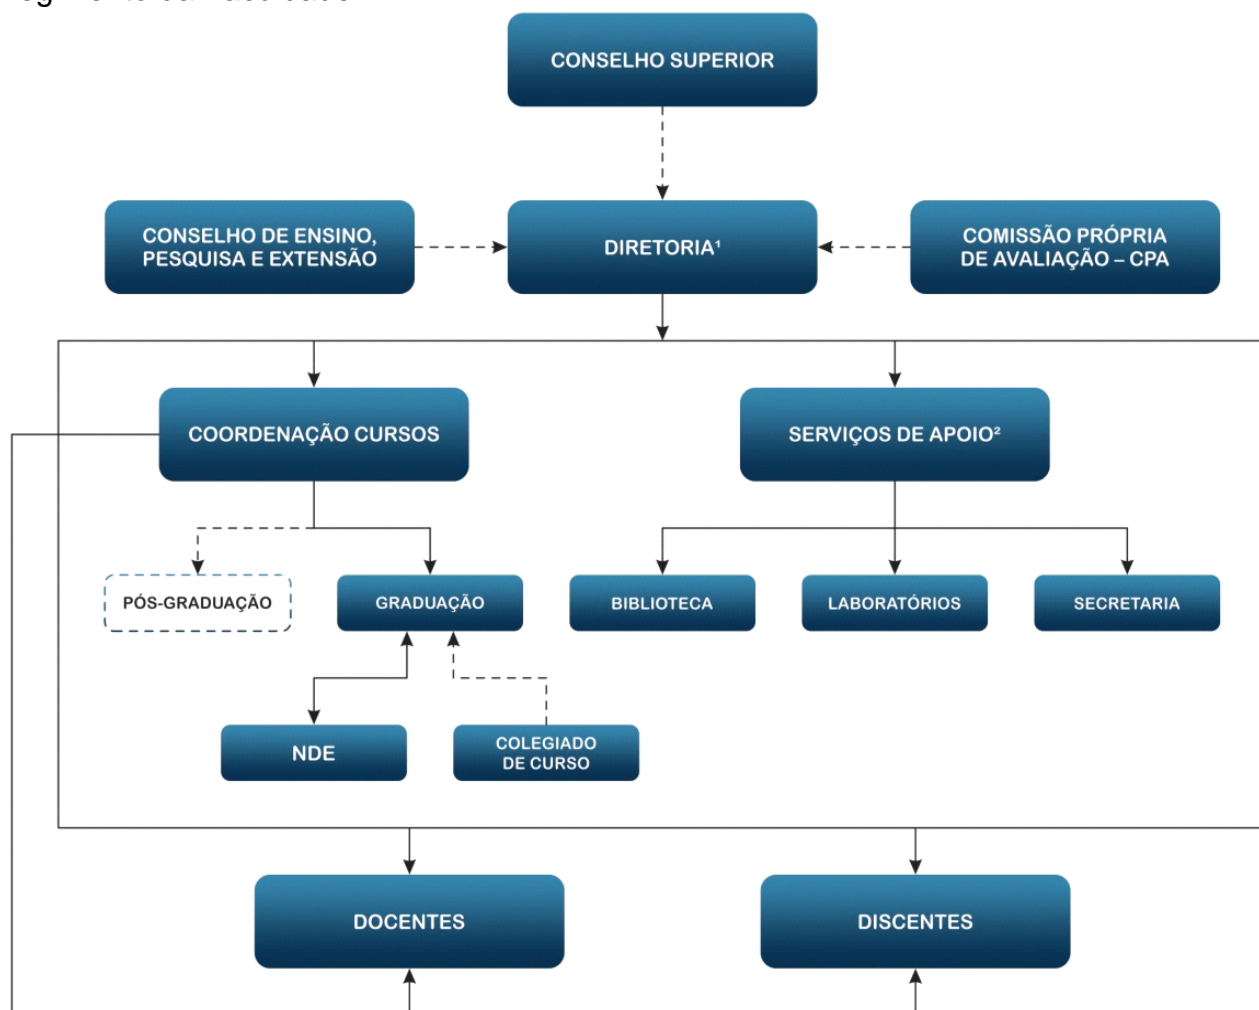 CONSELHO SUPERIOR
CONSELHO DE ENSINO,
PESQUISA E EXTENSÃO
DIRETORIA¹
COMISSÃO PRÓPRIA
DE AVALIAÇÃO – CPA
COORDENAÇÃO CURSOS
SERVIÇOS DE APOIO²
PÓS-GRADUAÇÃO
GRADUAÇÃO
BIBLIOTECA
LABORATÓRIOS
SECRETARIA
NDE
COLEGIADO
DE CURSO
DOCENTES
DISCENTES